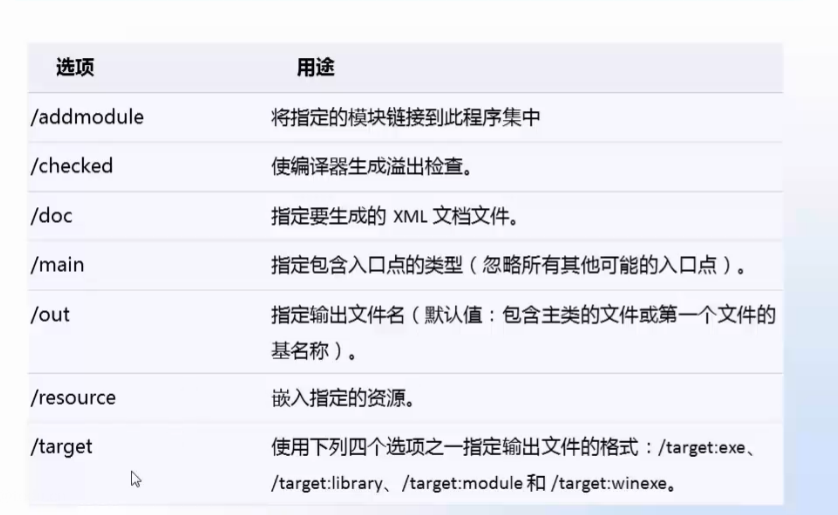 选项 用途
/addmodule 将指定的模块链接到此程序集中
/checked 使编译器生成溢出检查。
/doc 指定要生成的 XML 文档文件。
/main 指定包含入口点的类型（忽略所有其他可能的入口点）。
/out 指定输出文件名（默认值：包含主类的文件或第一个文件的
基名称）。
/resource 嵌入指定的资源。
/target 使用下列四个选项之一指定输出文件的格式：/target:exe、
/target:library、/target:module 和 /target:winexe。